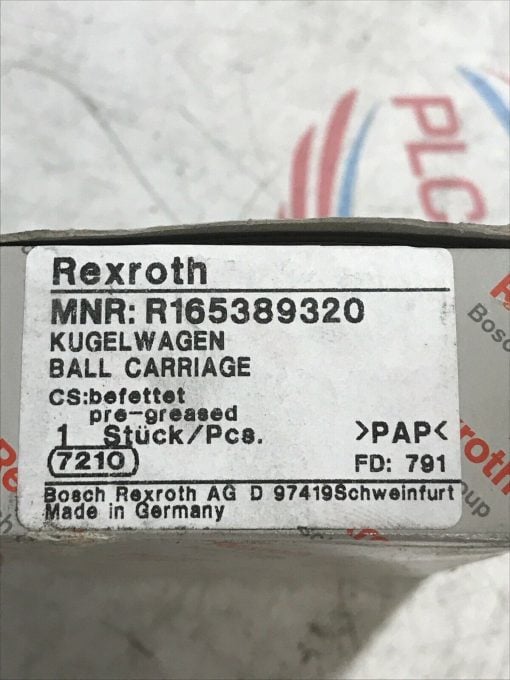 PLC
Rexroth
MNR: R165389320
KUGELWAGEN
BALL CARRIAGE
CS:befettet
pre-greased
1 Stück/Pcs.
>PAP<
7210
FD: 791
Bosch Rexroth AG D 97419Schweinfurt
Made in Germany